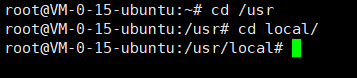 root@VM-0-15-ubuntu:~# cd /usr
root@VM-0-15-ubuntu:/usr# cd local/
root@VM-0-15-ubuntu:/usr/local#